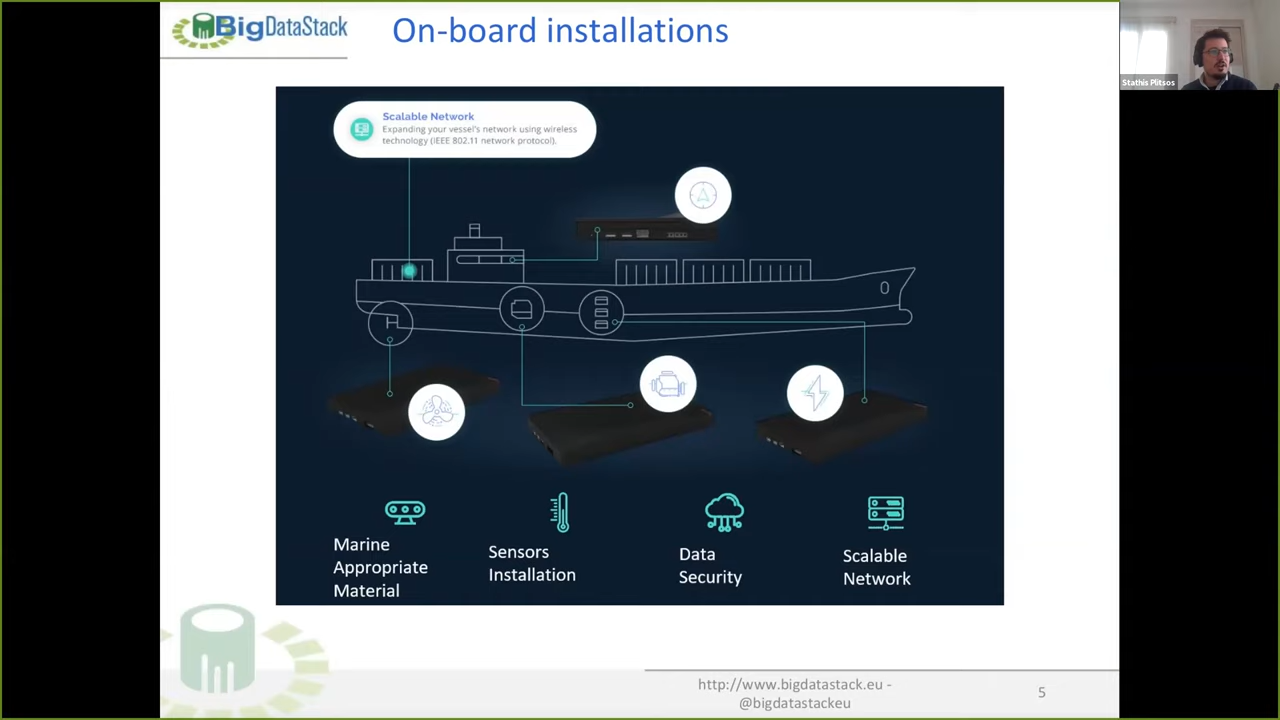 BigDataStack
On-board installations
Stathis Plitsos
Scalable Network
Expanding your vessel's network using wireless
technology (iEEE 802.11 network protocol).
Marine
Appropriate
Material
Sensors
Installation
Data
Security
Scalable
Network
http://www.bigdatastack.eu -
@bigdatastackeu
5